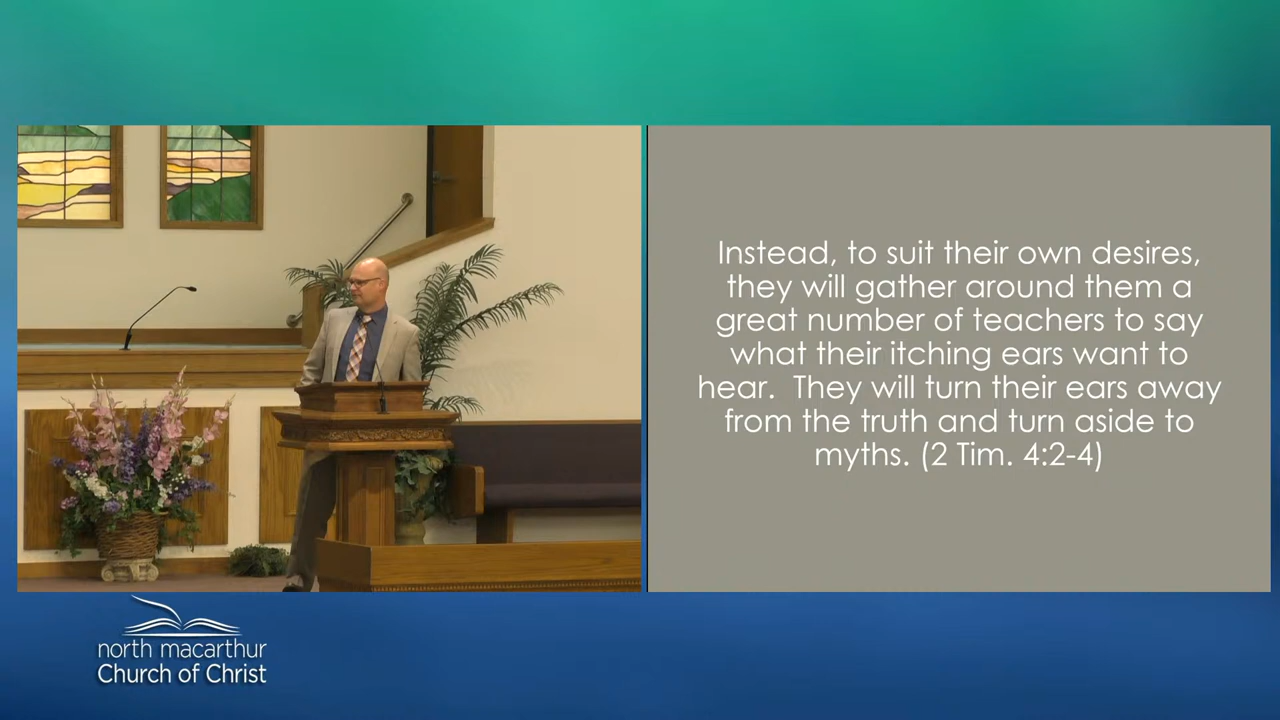 Instead, to suit their own desires,
they will gather around them a
great number of teachers to say
what their itching ears want to
hear.  They will turn their ears away
from the truth and turn aside to
myths. (2 Tim. 4:2-4)
north macarthur
Church of Christ